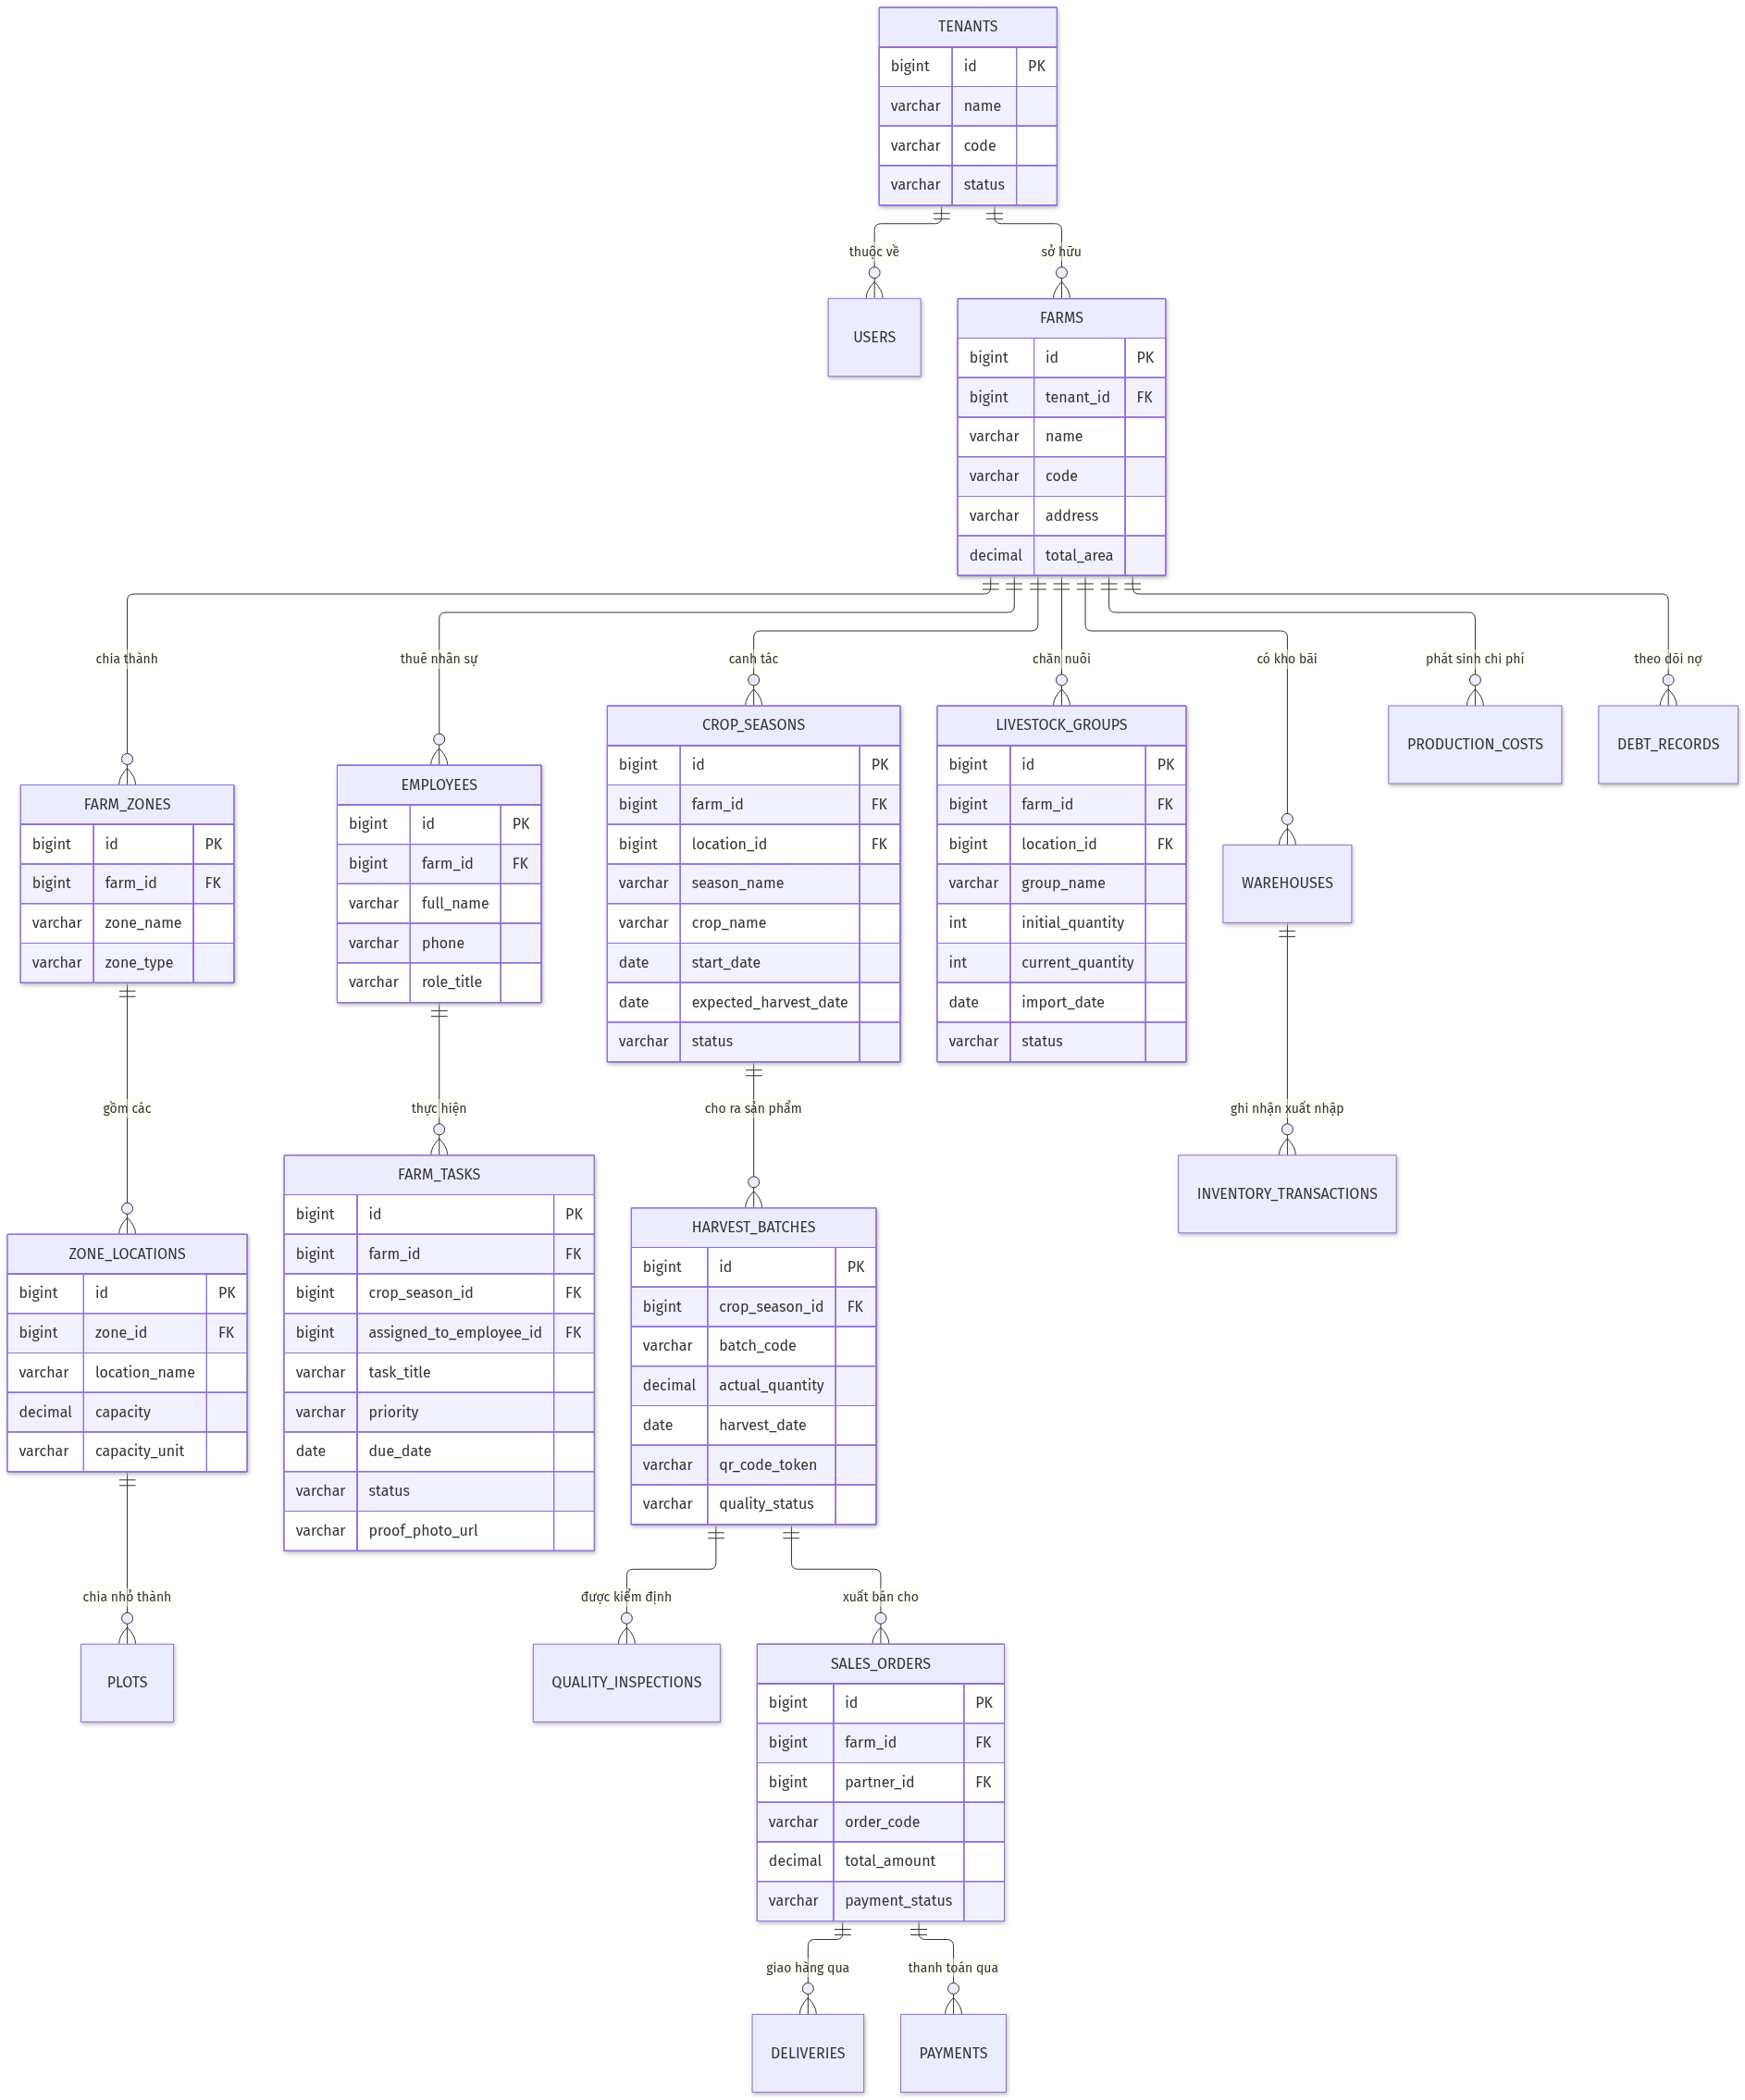 TENANTS
bigint id PK
varchar name
varchar code
varchar status
thuộc về
sở hữu
USERS
FARMS
bigint id PK
bigint tenant_id FK
varchar name
varchar code
varchar address
decimal total_area
chia thành
thuê nhân sự
canh tác
chăn nuôi
có kho bãi
phát sinh chi phí
theo dõi nợ
FARM_ZONES
bigint id PK
bigint farm_id FK
varchar zone_name
varchar zone_type
EMPLOYEES
bigint id PK
bigint farm_id FK
varchar full_name
varchar phone
varchar role_title
CROP_SEASONS
bigint id PK
bigint farm_id FK
bigint location_id FK
varchar season_name
varchar crop_name
date start_date
date expected_harvest_date
varchar status
LIVESTOCK_GROUPS
bigint id PK
bigint farm_id FK
bigint location_id FK
varchar group_name
int initial_quantity
int current_quantity
date import_date
varchar status
WAREHOUSES
PRODUCTION_COSTS
DEBT_RECORDS
gồm các
thực hiện
cho ra sản phẩm
ghi nhận xuất nhập
ZONE_LOCATIONS
bigint id PK
bigint zone_id FK
varchar location_name
decimal capacity
varchar capacity_unit
FARM_TASKS
bigint id PK
bigint farm_id FK
bigint crop_season_id FK
bigint assigned_to_employee_id FK
varchar task_title
varchar priority
date due_date
varchar status
varchar proof_photo_url
HARVEST_BATCHES
bigint id PK
bigint crop_season_id FK
varchar batch_code
decimal actual_quantity
date harvest_date
varchar qr_code_token
varchar quality_status
INVENTORY_TRANSACTIONS
chia nhỏ thành
được kiểm định
xuất bán cho
PLOTS
QUALITY_INSPECTIONS
SALES_ORDERS
bigint id PK
bigint farm_id FK
bigint partner_id FK
varchar order_code
decimal total_amount
varchar payment_status
giao hàng qua
thanh toán qua
DELIVERIES
PAYMENTS